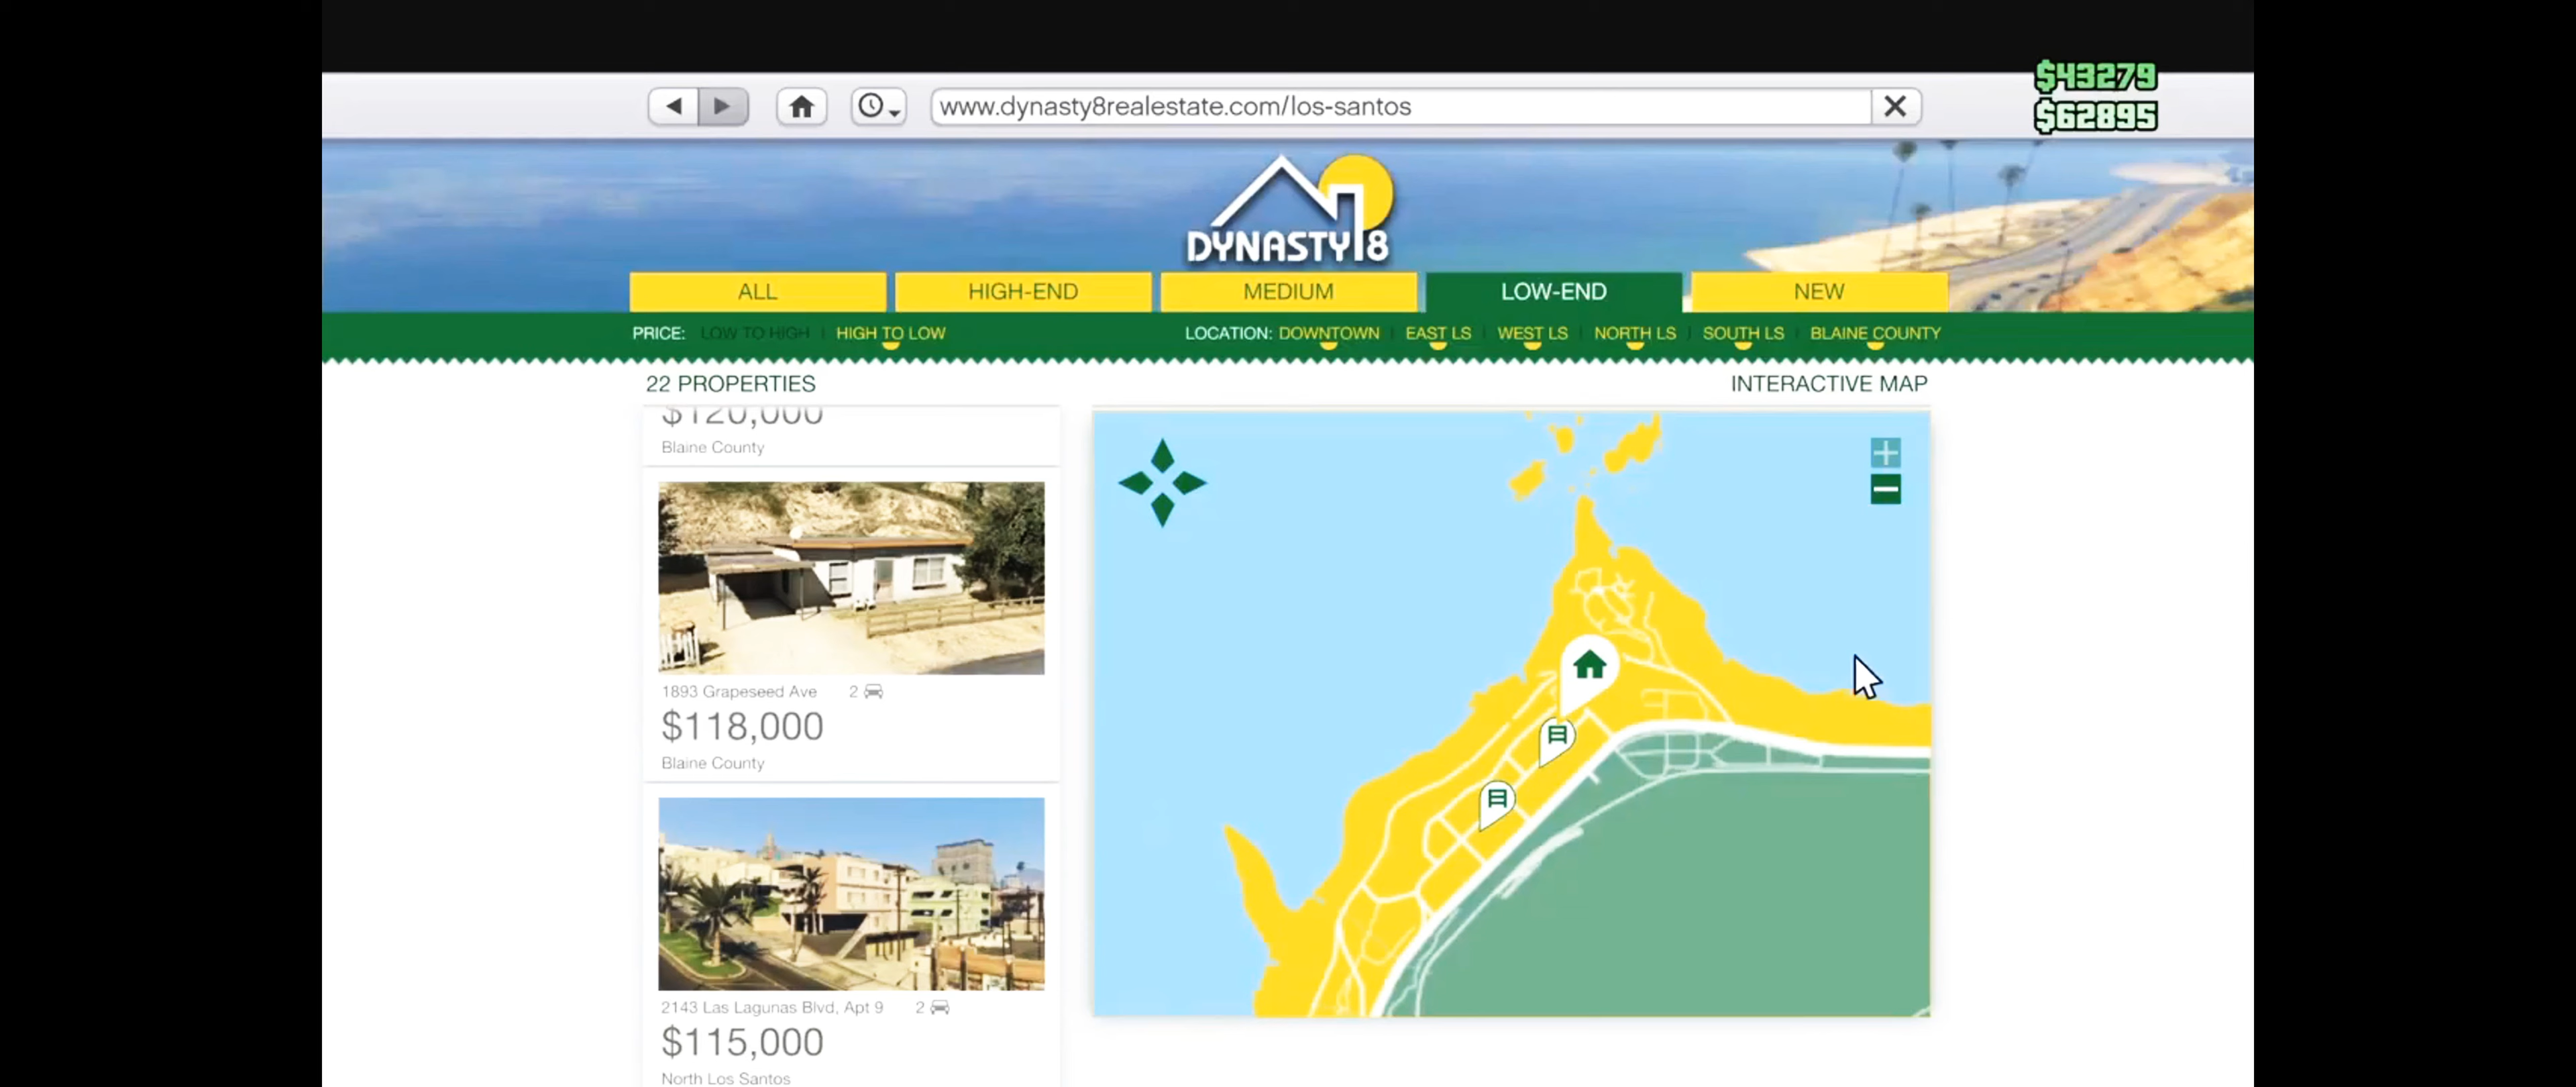 www.dynasty8realestate.com/los-santos
$43279
$62895
DYNASTY 8
ALL
HIGH-END
MEDIUM
LOW-END
NEW
PRICE: LOW TO HIGH | HIGH TO LOW
LOCATION: DOWNTOWN | EAST LS | WEST LS | NORTH LS | SOUTH LS | BLAINE COUNTY
22 PROPERTIES
INTERACTIVE MAP
$120,000
Blaine County
1893 Grapeseed Ave 2
$118,000
Blaine County
2143 Las Lagunas Blvd, Apt 9 2
$115,000
North Los Santos